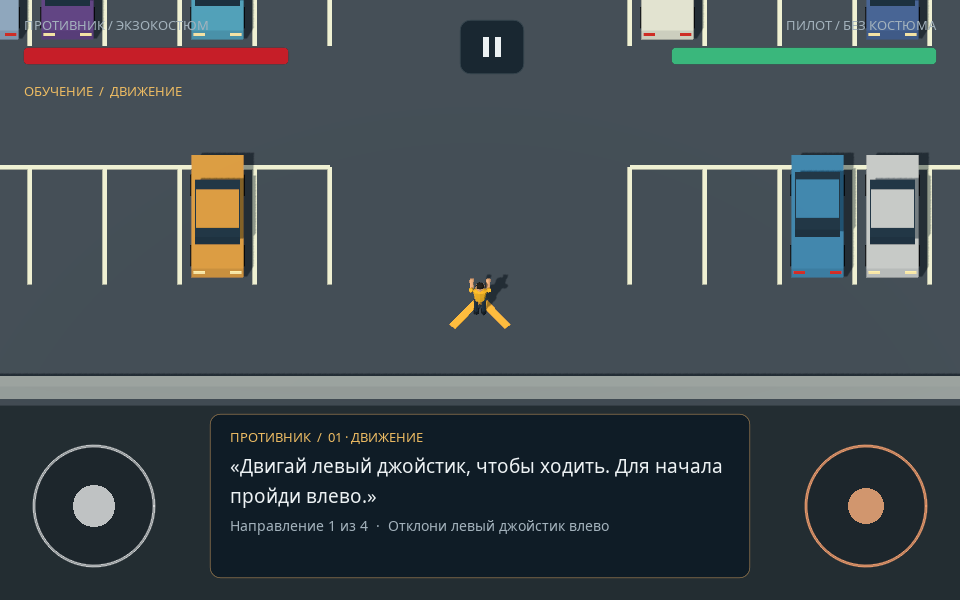 ПРОТИВНИК / ЭКЗОКОСТЮМ
ПИЛОТ / БЕЗ КОСТЮМА
ОБУЧЕНИЕ / ДВИЖЕНИЕ
ПРОТИВНИК / 01 · ДВИЖЕНИЕ
«Двигай левый джойстик, чтобы ходить. Для начала
пройди влево.»
Направление 1 из 4 · Отклони левый джойстик влево